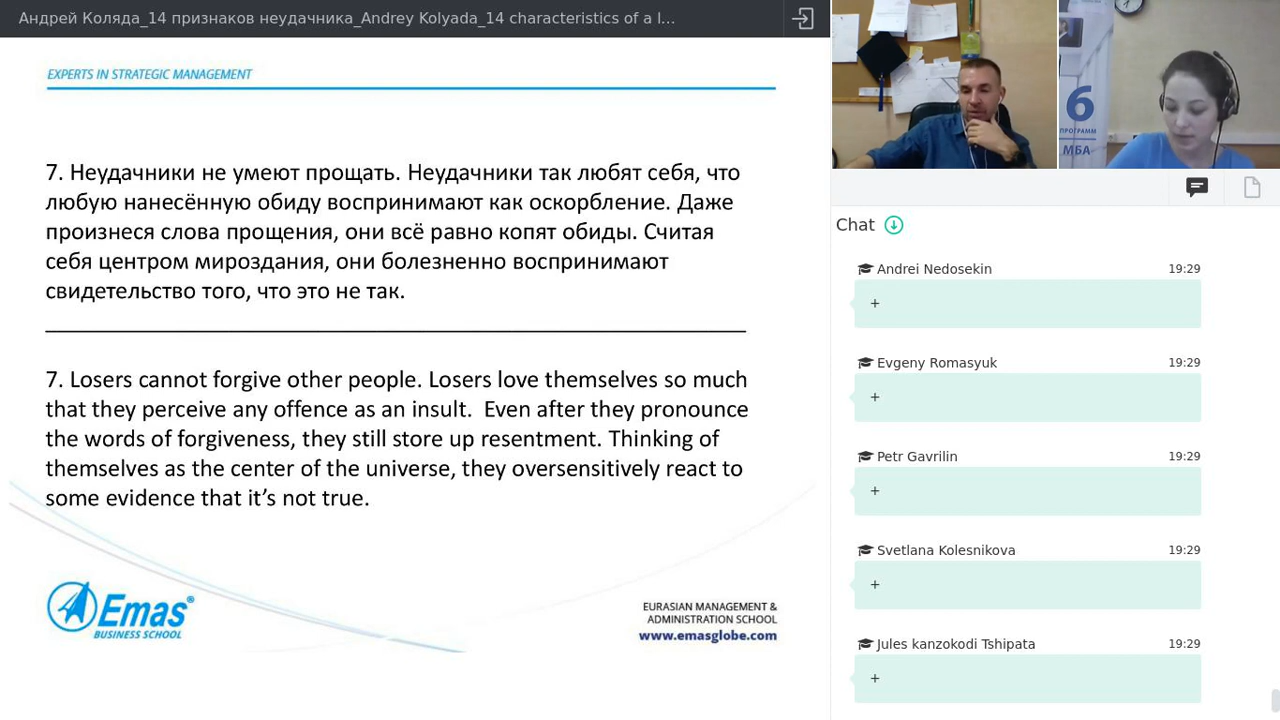 Андрей Коляда_14 признаков неудачника_Andrey Kolyada_14 characteristics of a l...
EXPERTS IN STRATEGIC MANAGEMENT
7. Неудачники не умеют прощать. Неудачники так любят себя, что
любую нанесённую обиду воспринимают как оскорбление. Даже
произнеся слова прощения, они всё равно копят обиды. Считая
себя центром мироздания, они болезненно воспринимают
свидетельство того, что это не так.
7. Losers cannot forgive other people. Losers love themselves so much
that they perceive any offence as an insult.  Even after they pronounce
the words of forgiveness, they still store up resentment. Thinking of
themselves as the center of the universe, they oversensitively react to
some evidence that it’s not true.
Emas®
BUSINESS SCHOOL
EURASIAN MANAGEMENT &
ADMINISTRATION SCHOOL
www.emasglobe.com
6
ПРОГРАММ
МБА
Chat
Andrei Nedosekin 19:29
+
Evgeny Romasyuk 19:29
+
Petr Gavrilin 19:29
+
Svetlana Kolesnikova 19:29
+
Jules kanzokodi Tshipata 19:29
+